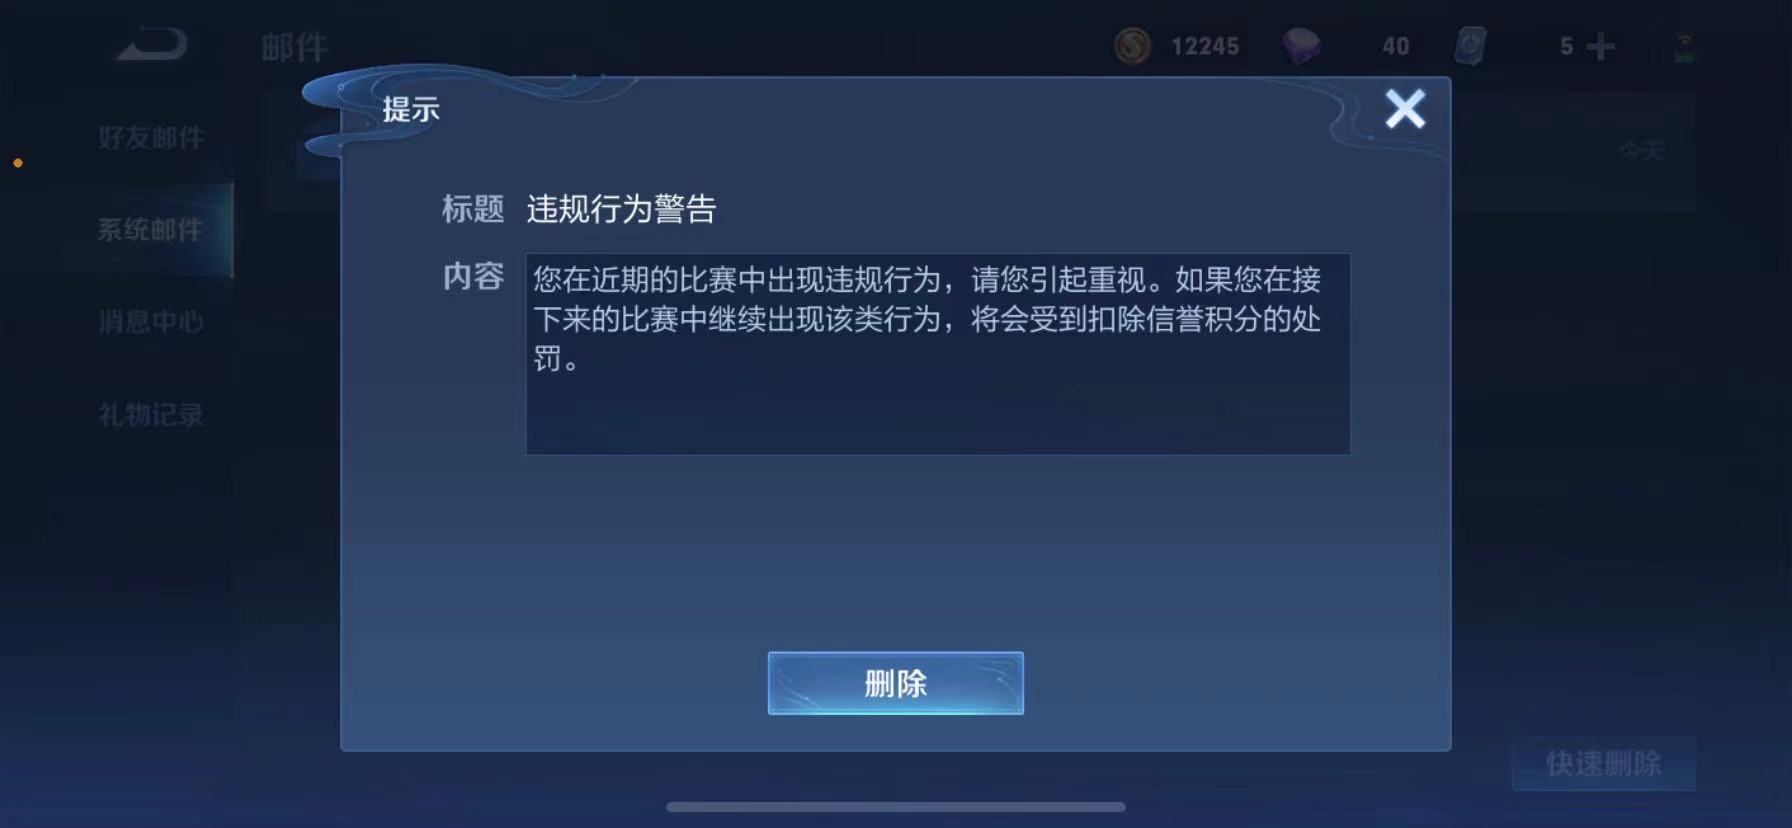 邮件
12245
40
5
提示
好友邮件
今天
系统邮件
标题 违规行为警告
内容
您在近期的比赛中出现违规行为，请您引起重视。如果您在接
下来的比赛中继续出现该类行为，将会受到扣除信誉积分的处
罚。
消息中心
礼物记录
删除
快速删除